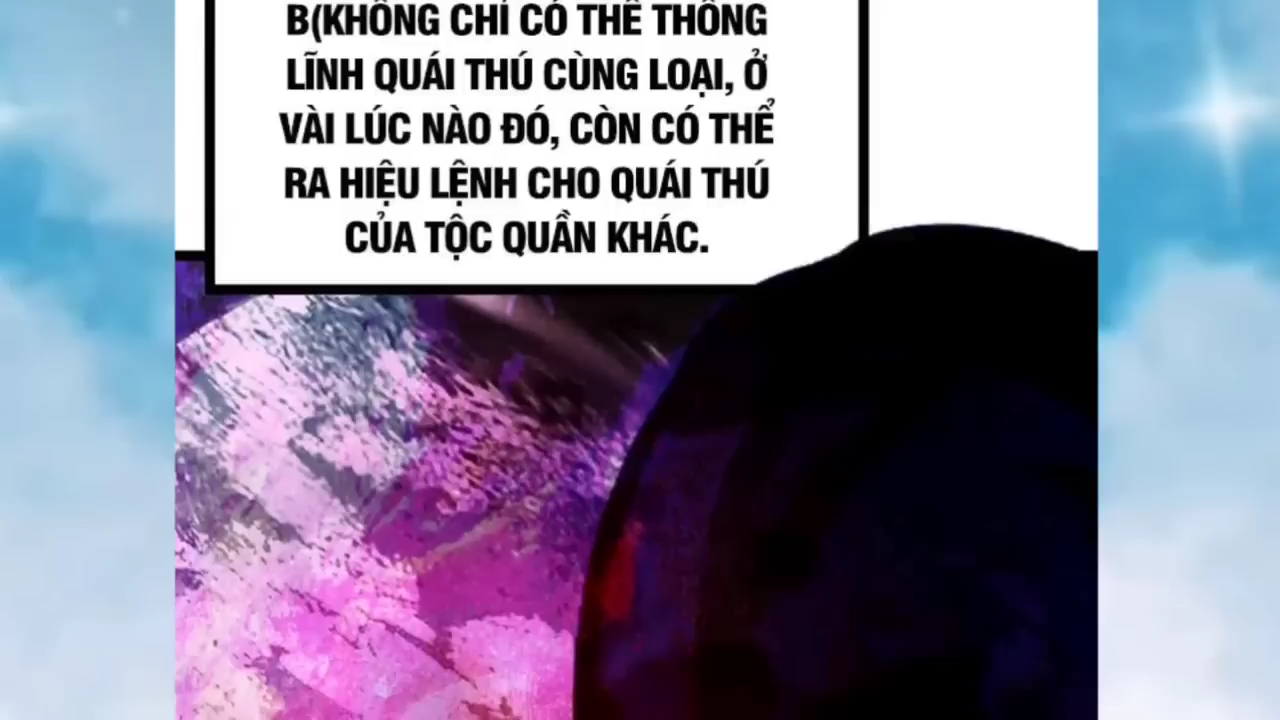 B(KHÔNG CHỈ CÓ THỂ THỐNG
LĨNH QUÁI THÚ CÙNG LOẠI, Ở
VÀI LÚC NÀO ĐÓ, CÒN CÓ THỂ
RA HIỆU LỆNH CHO QUÁI THÚ
CỦA TỘC QUẦN KHÁC.